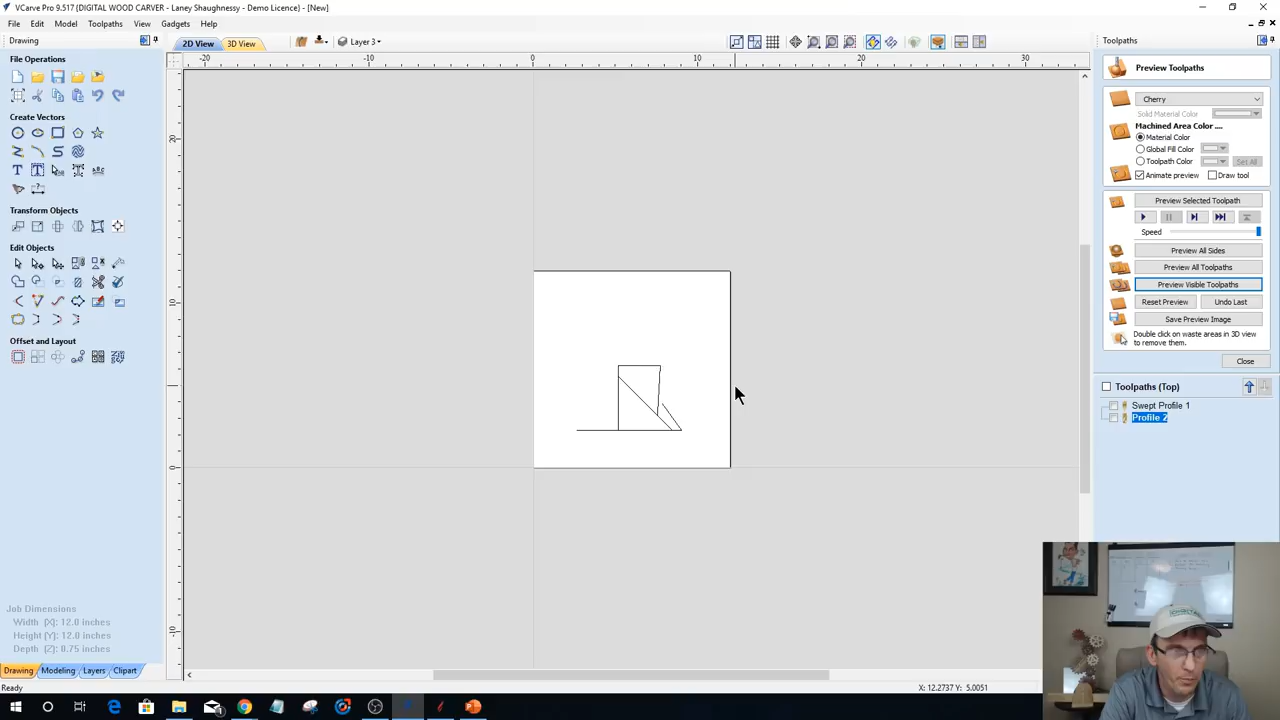 VCarve Pro 9.517 (DIGITAL WOOD CARVER - Laney Shaughnessy - Demo Licence) - [New]
File Edit Model Toolpaths View Gadgets Help
Drawing
2D View 3D View Layer 3
Toolpaths
-20 -10 0 10 20 30
20
10
0
-10
File Operations
Create Vectors
Transform Objects
Edit Objects
Offset and Layout
Job Dimensions
Width (X): 12.0 inches
Height (Y): 12.0 inches
Depth (Z): 0.75 inches
Drawing Modeling Layers Clipart
Ready
X: 12.2737 Y: 5.0051
Preview Toolpaths
Cherry
Solid Material Color
Machined Area Color ....
Material Color
Global Fill Color
Toolpath Color Set All
Animate preview Draw tool
Preview Selected Toolpath
Speed
Preview All Sides
Preview All Toolpaths
Preview Visible Toolpaths
Reset Preview Undo Last
Save Preview Image
Double click on waste areas in 3D view
to remove them.
Close
Toolpaths (Top)
Swept Profile 1
Profile 2